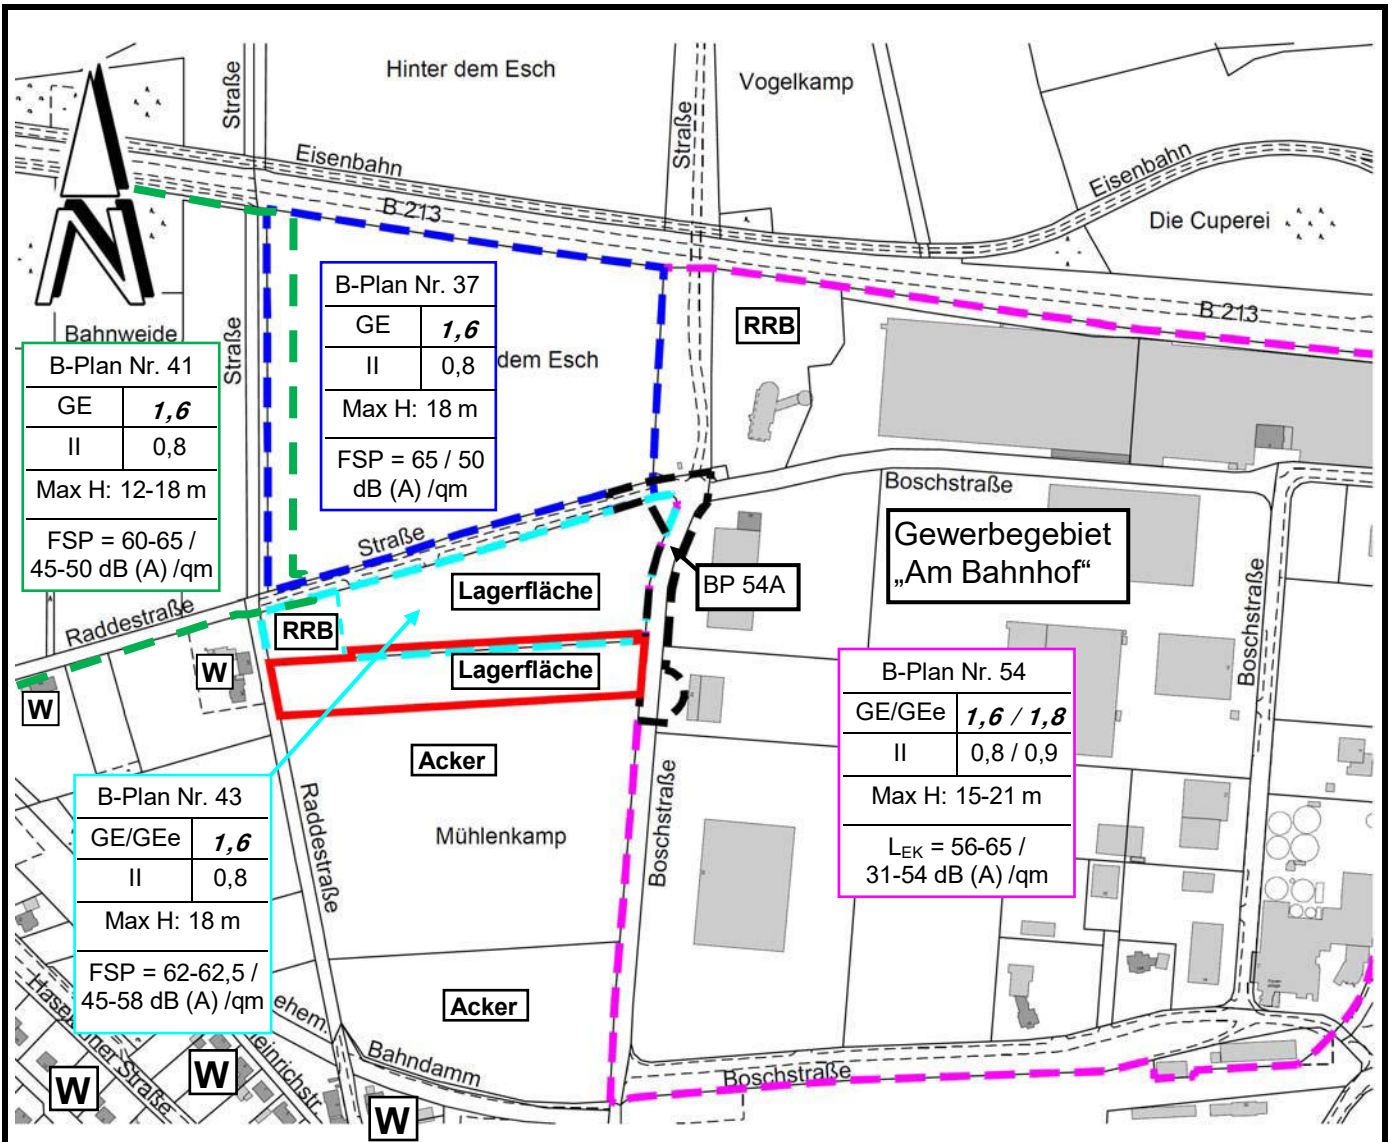 Hinter dem Esch
Vogelkamp
Straße
Straße
Eisenbahn
Eisenbahn
B 213
Die Cuperei
N
B-Plan Nr. 37
GE 1,6
II 0,8
Max H: 18 m
FSP = 65 / 50
dB (A) /qm
dem Esch
RRB
B 213
Bahnweide
Straße
B-Plan Nr. 41
GE 1,6
II 0,8
Max H: 12-18 m
FSP = 60-65 /
45-50 dB (A) /qm
Boschstraße
Gewerbegebiet
„Am Bahnhof“
Straße
BP 54A
Lagerfläche
Raddestraße
RRB
Boschstraße
W
W
Lagerfläche
B-Plan Nr. 54
GE/GEe 1,6 / 1,8
II 0,8 / 0,9
Max H: 15-21 m
LEK = 56-65 /
31-54 dB (A) /qm
Acker
B-Plan Nr. 43
GE/GEe 1,6
II 0,8
Max H: 18 m
FSP = 62-62,5 /
45-58 dB (A) /qm
Raddestraße
Mühlenkamp
Boschstraße
Acker
ehem.
Bahndamm
Boschstraße
einrichstr.
W
W
W